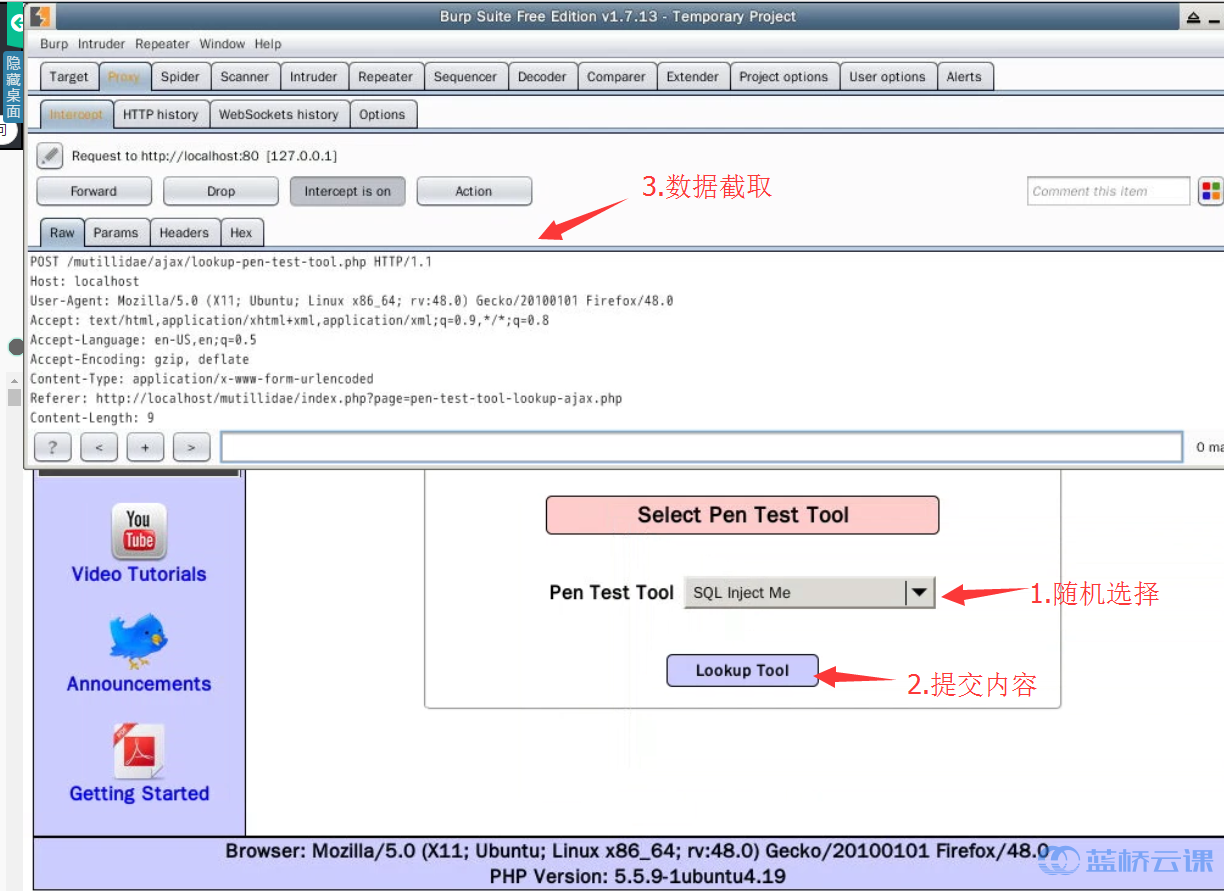 Burp Suite Free Edition v1.7.13 - Temporary Project
Burp Intruder Repeater Window Help
隐藏桌面
Target Proxy Spider Scanner Intruder Repeater Sequencer Decoder Comparer Extender Project options User options Alerts
Intercept HTTP history WebSockets history Options
Request to http://localhost:80 [127.0.0.1]
Forward Drop Intercept is on Action
3.数据截取
Comment this item
Raw Params Headers Hex
POST /mutillidae/ajax/lookup-pen-test-tool.php HTTP/1.1
Host: localhost
User-Agent: Mozilla/5.0 (X11; Ubuntu; Linux x86_64; rv:48.0) Gecko/20100101 Firefox/48.0
Accept: text/html,application/xhtml+xml,application/xml;q=0.9,*/*;q=0.8
Accept-Language: en-US,en;q=0.5
Accept-Encoding: gzip, deflate
Content-Type: application/x-www-form-urlencoded
Referer: http://localhost/mutillidae/index.php?page=pen-test-tool-lookup-ajax.php
Content-Length: 9
? < + > 0 ma
Select Pen Test Tool
You Tube
Video Tutorials
Pen Test Tool SQL Inject Me
1.随机选择
Lookup Tool
2.提交内容
Announcements
PDF
Getting Started
Browser: Mozilla/5.0 (X11; Ubuntu; Linux x86_64; rv:48.0) Gecko/20100101 Firefox/48.0
PHP Version: 5.5.9-1ubuntu4.19
蓝桥云课